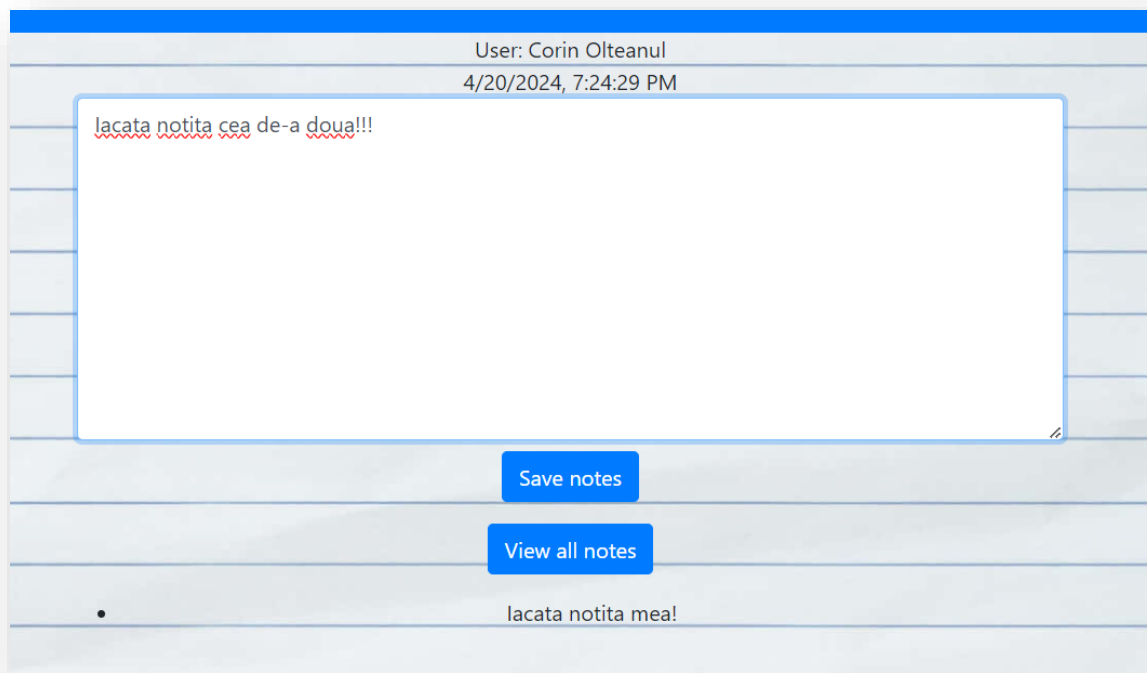 User: Corin Olteanul
4/20/2024, 7:24:29 PM
Iacata notita cea de-a doua!!!
Save notes
View all notes
Iacata notita mea!